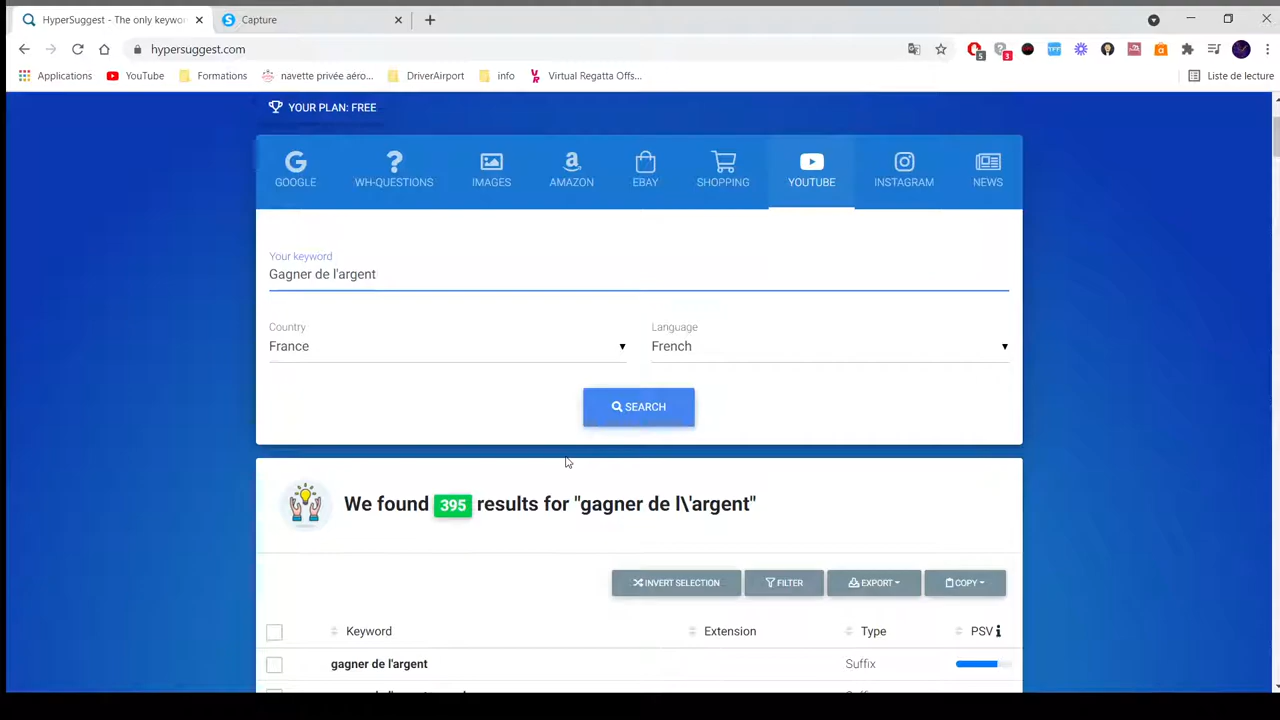 HyperSuggest - The only keywo
Capture
hypersuggest.com
5
3
TFF
Applications
YouTube
Formations
navette privée aéro...
DriverAirport
info
Virtual Regatta Offs...
Liste de lecture
YOUR PLAN: FREE
GOOGLE
WH-QUESTIONS
IMAGES
AMAZON
EBAY
SHOPPING
YOUTUBE
INSTAGRAM
NEWS
Your keyword
Gagner de l'argent
Country
Language
France
French
SEARCH
We found 395 results for "gagner de l\'argent"
INVERT SELECTION
FILTER
EXPORT
COPY
Keyword
Extension
Type
PSV
gagner de l'argent
Suffix